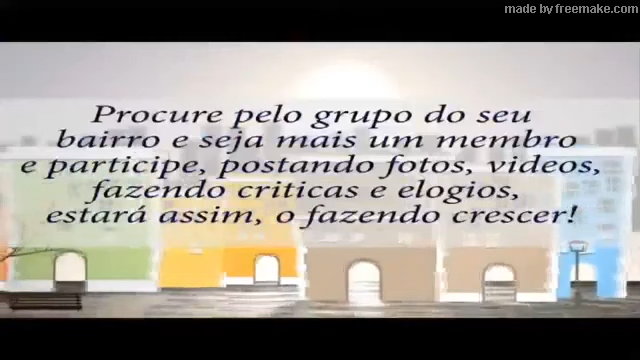 made by freemake.com
Procure pelo grupo do seu
bairro e seja mais um membro
e participe, postando fotos, videos,
fazendo criticas e elogios,
estará assim, o fazendo crescer!